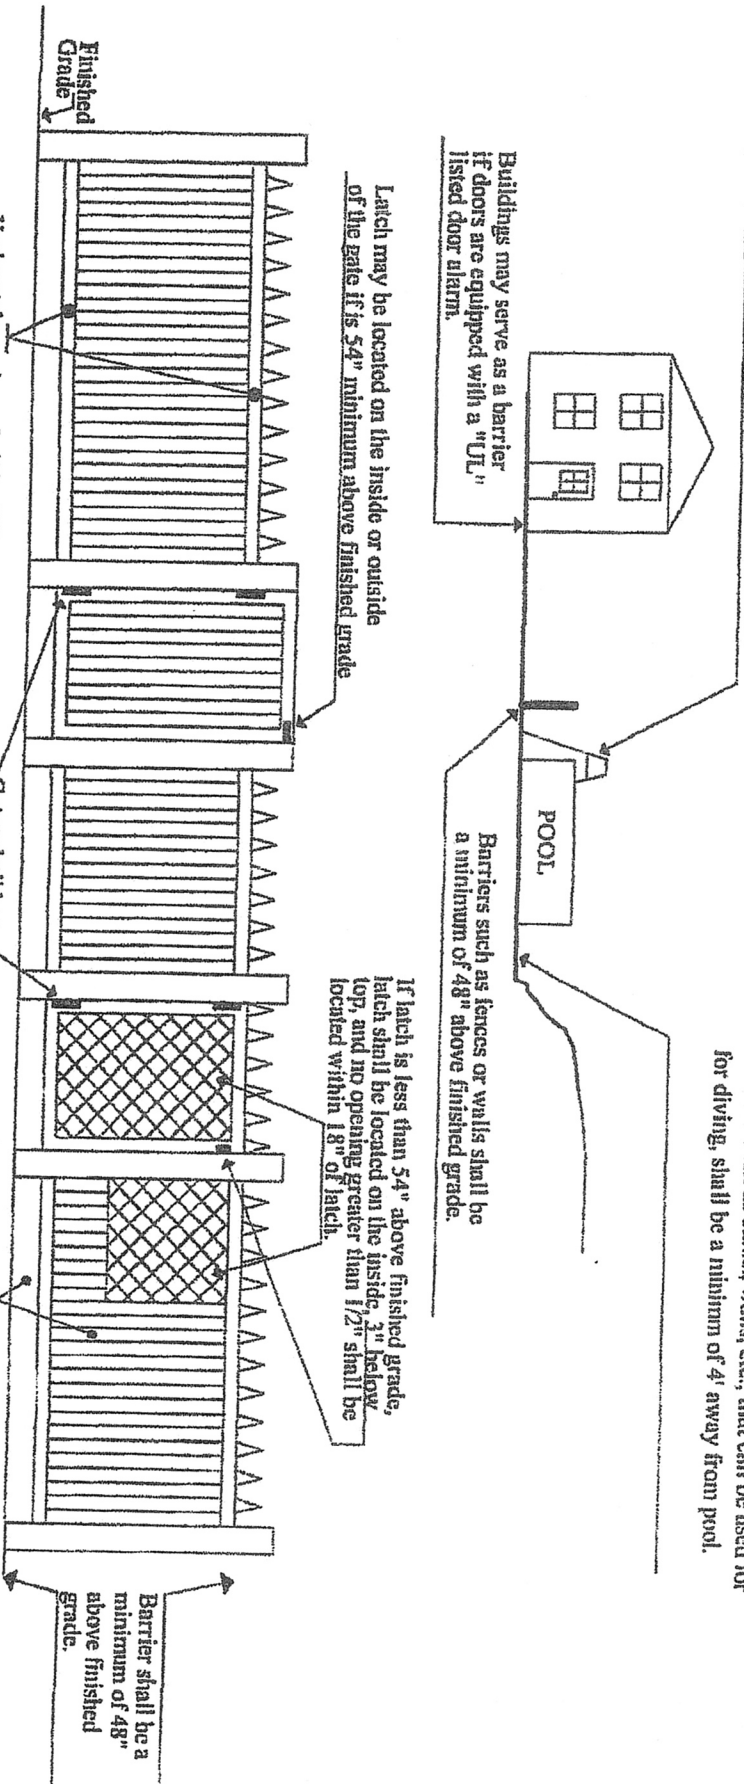 for diving, shall be a minimum of 4' away from pool.
Buildings may serve as a barrier
if doors are equipped with a "UL"
listed door alarm.
POOL
Barriers such as fences or walls shall be
a minimum of 48" above finished grade.
Latch may be located on the inside or outside
of the gate if is 54" minimum above finished grade
If latch is less than 54" above finished grade,
latch shall be located on the inside, 3" below
top, and no opening greater than 1/2" shall be
located within 18" of latch.
Finished
Grade
Barrier shall be a
minimum of 48"
above finished
grade.